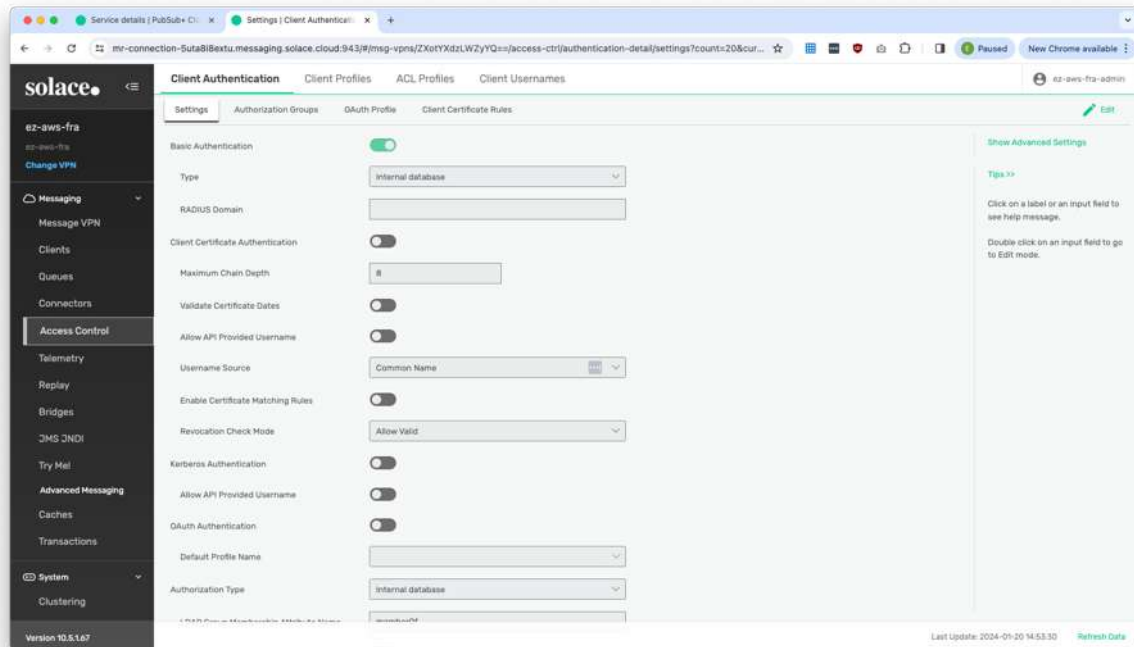 Service details | PubSub+ Cl
Settings | Client Authenticati
mr-connection-5uta8i8extu.messaging.solace.cloud:943/#/msg-vpns/ZXotYXdzLWZyYQ==/access-ctrl/authentication-detail/settings?count=20&cur...
Paused
New Chrome available
solace.
Client Authentication
Client Profiles
ACL Profiles
Client Usernames
ez-aws-fra-admin
Settings
Authorization Groups
OAuth Profile
Client Certificate Rules
Edit
ez-aws-fra
ez-aws-fra
Change VPN
Messaging
Message VPN
Clients
Queues
Connectors
Access Control
Telemetry
Replay
Bridges
JMS JNDI
Try Me!
Advanced Messaging
Caches
Transactions
System
Clustering
Version 10.5.1.67
Basic Authentication
Type
Internal database
RADIUS Domain
Client Certificate Authentication
Maximum Chain Depth
8
Validate Certificate Dates
Allow API Provided Username
Username Source
Common Name
Enable Certificate Matching Rules
Revocation Check Mode
Allow Valid
Kerberos Authentication
Allow API Provided Username
OAuth Authentication
Default Profile Name
Authorization Type
Internal database
LDAP Group Membership Attribute Name
memberOf
Show Advanced Settings
Tips >>
Click on a label or an input field to
see help message.
Double click on an input field to go
to Edit mode.
Last Update: 2024-01-20 14:53:30
Refresh Data